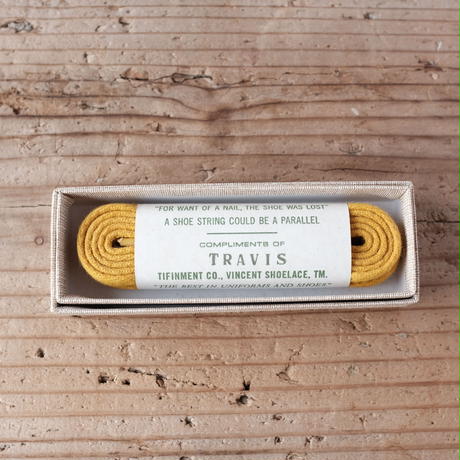 "FOR WANT OF A NAIL, THE SHOE WAS LOST"
A SHOE STRING COULD BE A PARALLEL
COMPLIMENTS OF
TRAVIS
TIFINMENT CO., VINCENT SHOELACE, TM.
"THE BEST IN UNIFORMS AND SHOES"